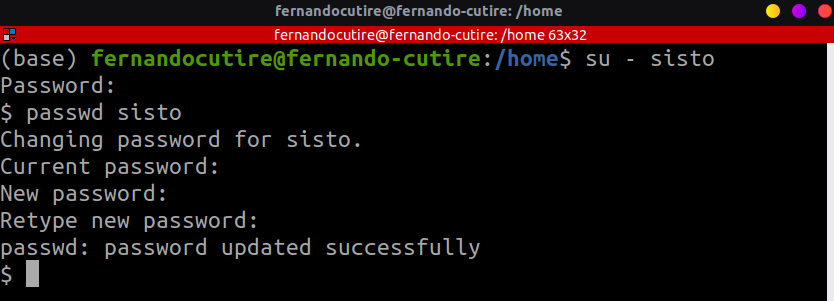 fernandocutire@fernando-cutire: /home
fernandocutire@fernando-cutire: /home 63x32
(base) fernandocutire@fernando-cutire:/home$ su - sisto
Password:
$ passwd sisto
Changing password for sisto.
Current password:
New password:
Retype new password:
passwd: password updated successfully
$